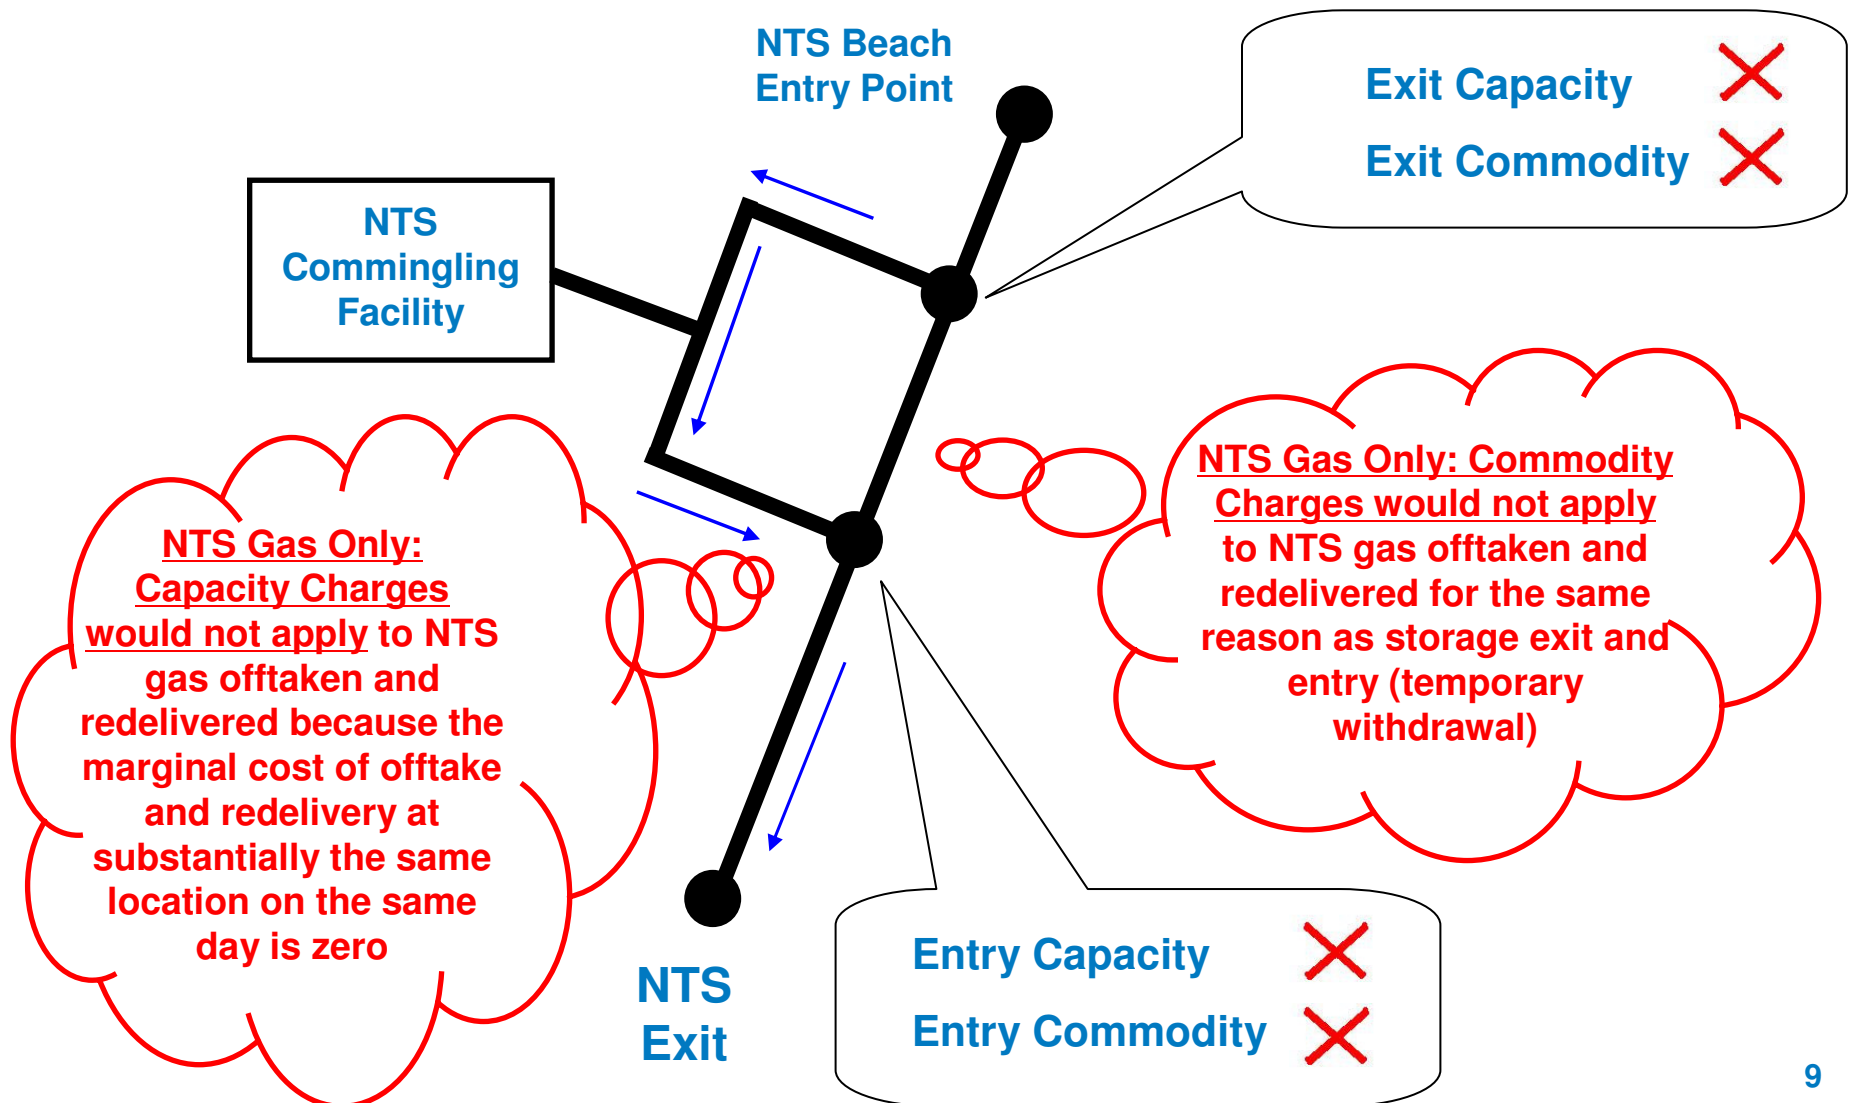 NTS Beach
Entry Point
Exit Capacity
Exit Commodity
NTS
Commingling
Facility
NTS Gas Only: Commodity
Charges would not apply
to NTS gas offtaken and
redelivered for the same
reason as storage exit and
entry (temporary
withdrawal)
NTS Gas Only:
Capacity Charges
would not apply to NTS
gas offtaken and
redelivered because the
marginal cost of offtake
and redelivery at
substantially the same
location on the same
day is zero
NTS
Exit
Entry Capacity
Entry Commodity
9